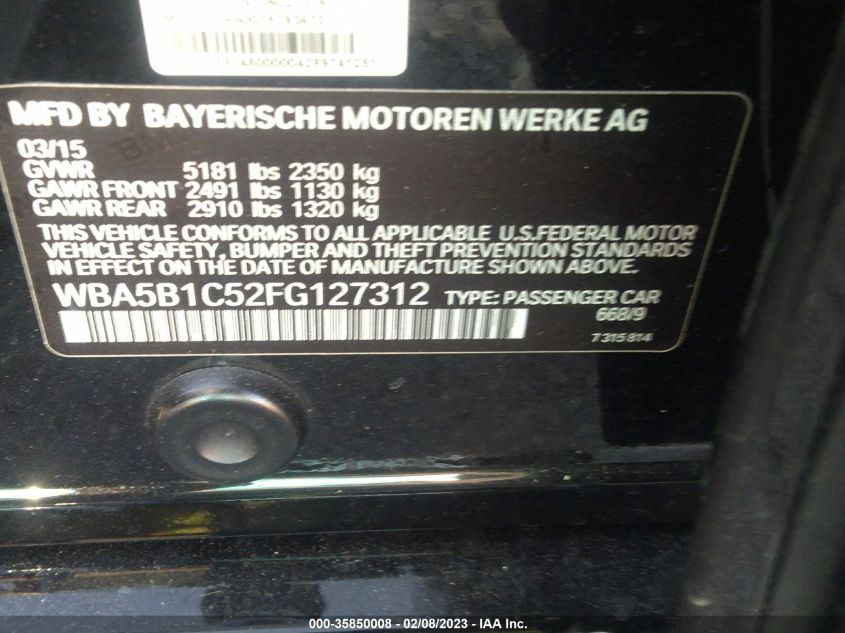 MFD BY BAYERISCHE MOTOREN WERKE AG
03/15
GVWR 5181 lbs 2350 kg
GAWR FRONT 2491 lbs 1130 kg
GAWR REAR 2910 lbs 1320 kg
THIS VEHICLE CONFORMS TO ALL APPLICABLE U.S.FEDERAL MOTOR
VEHICLE SAFETY, BUMPER AND THEFT PREVENTION STANDARDS
IN EFFECT ON THE DATE OF MANUFACTURE SHOWN ABOVE.
WBA5B1C52FG127312 TYPE: PASSENGER CAR
668/9
7315814
000-35850008 - 02/08/2023 - IAA Inc.